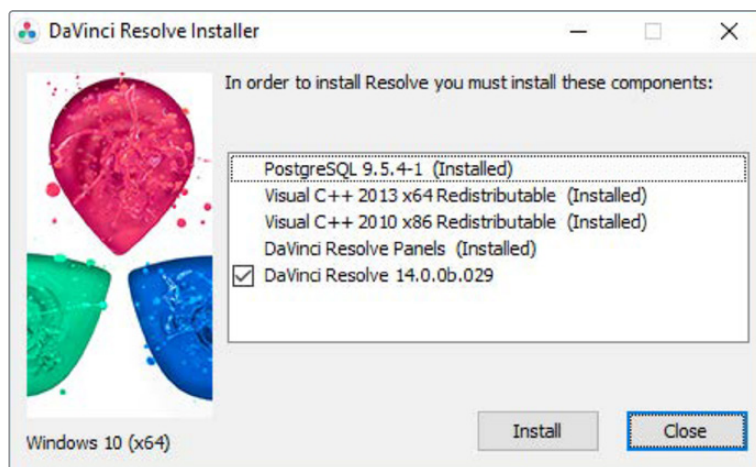 DaVinci Resolve Installer
In order to install Resolve you must install these components:
PostgreSQL 9.5.4-1 (Installed)
Visual C++ 2013 x64 Redistributable (Installed)
Visual C++ 2010 x86 Redistributable (Installed)
DaVinci Resolve Panels (Installed)
DaVinci Resolve 14.0.0b.029
Windows 10 (x64)
Install
Close